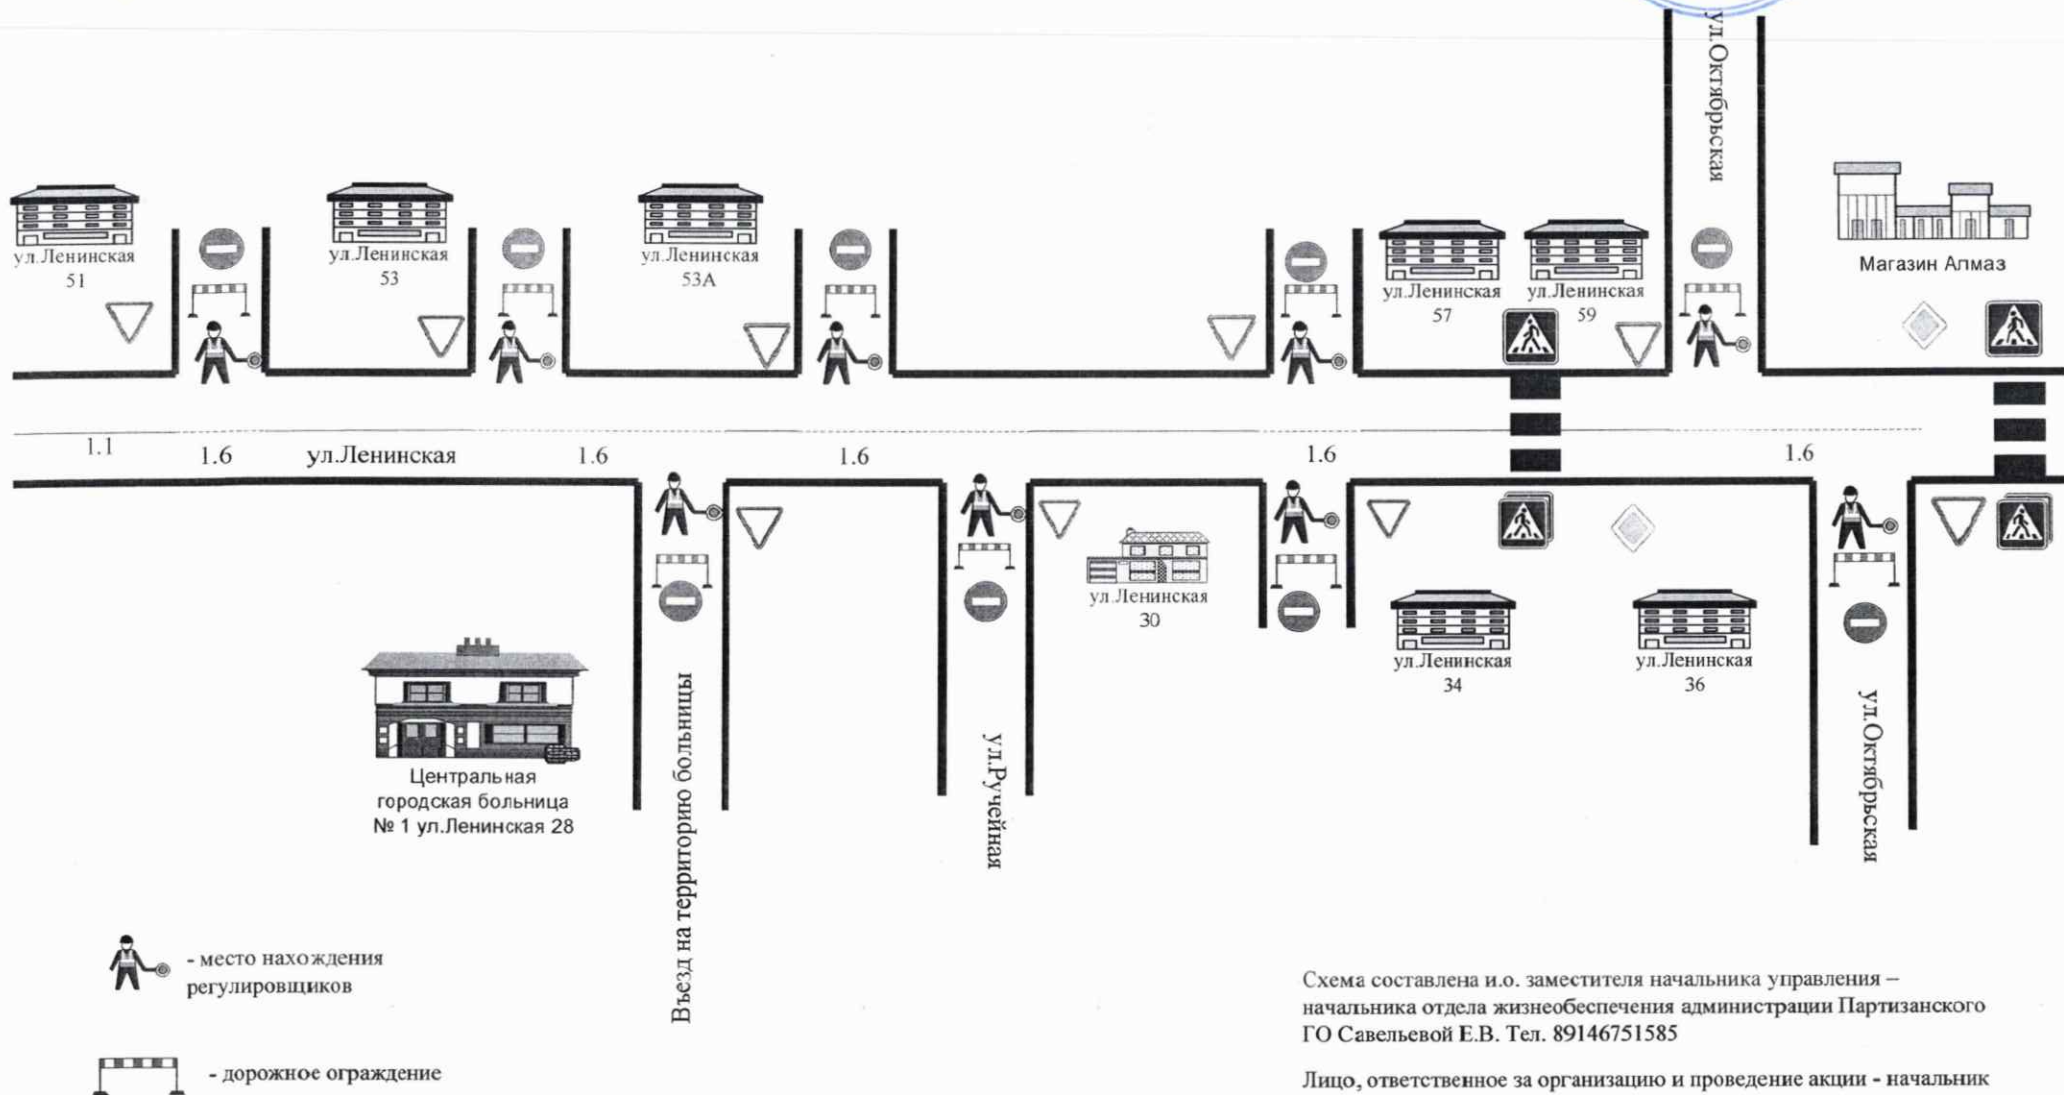 ул.Октябрьская
ул.Ленинская
51
ул.Ленинская
53
ул.Ленинская
53А
ул.Ленинская
57
ул.Ленинская
59
Магазин Алмаз
1.1
1.6
ул.Ленинская
1.6
1.6
1.6
1.6
ул.Ленинская
30
ул.Ленинская
34
ул.Ленинская
36
Центральная
городская больница
№ 1 ул.Ленинская 28
Въезд на территорию больницы
ул.Ручейная
ул.Октябрьская
- место нахождения
регулировщиков
- дорожное ограждение
Схема составлена и.о. заместителя начальника управления –
начальника отдела жизнеобеспечения администрации Партизанского
ГО Савельевой Е.В. Тел. 89146751585
Лицо, ответственное за организацию и проведение акции - начальник